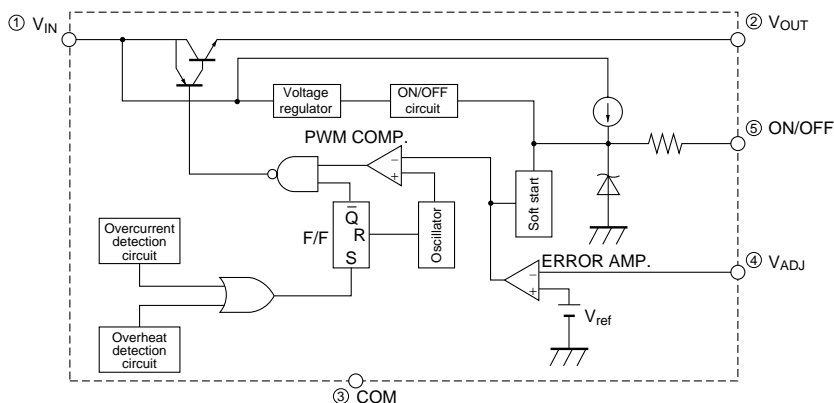 ① VIN
② VOUT
Voltage
regulator
ON/OFF
circuit
⑤ ON/OFF
PWM COMP.
−
+
Soft start
Overcurrent
detection
circuit
F/F
Q̅
R
S
Oscillator
ERROR AMP.
④ VADJ
−
+
Vref
Overheat
detection
circuit
③ COM